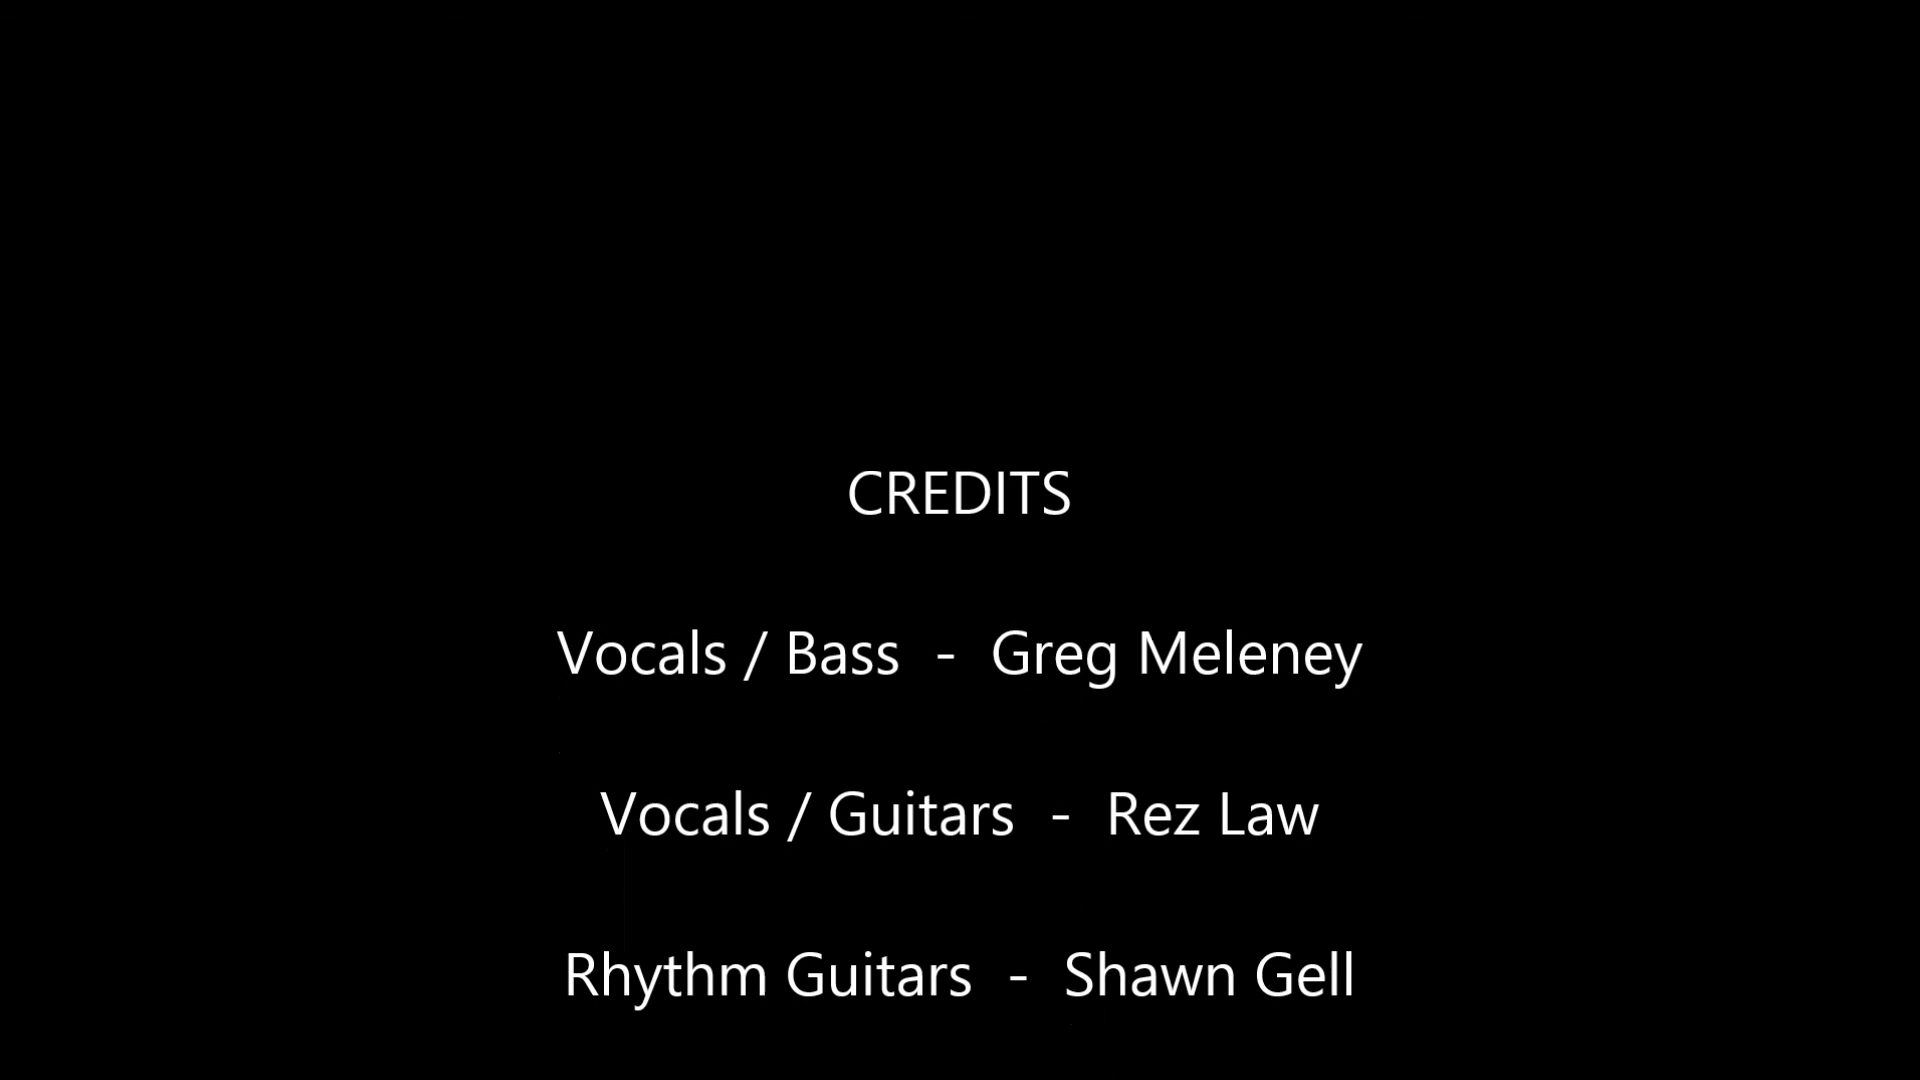 CREDITS
Vocals / Bass - Greg Meleney
Vocals / Guitars - Rez Law
Rhythm Guitars - Shawn Gell